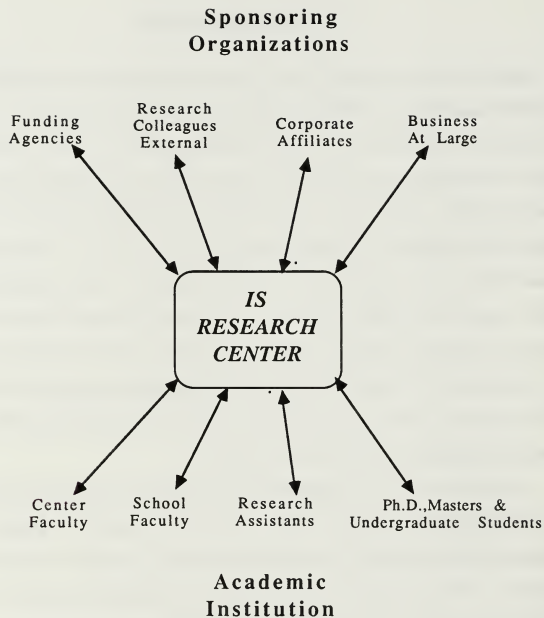 Sponsoring
Organizations
Funding
Agencies
Research
Colleagues
External
Corporate
Affiliates
Business
At Large
IS
RESEARCH
CENTER
Center
Faculty
School
Faculty
Research
Assistants
Ph.D.,Masters &
Undergraduate Students
Academic
Institution